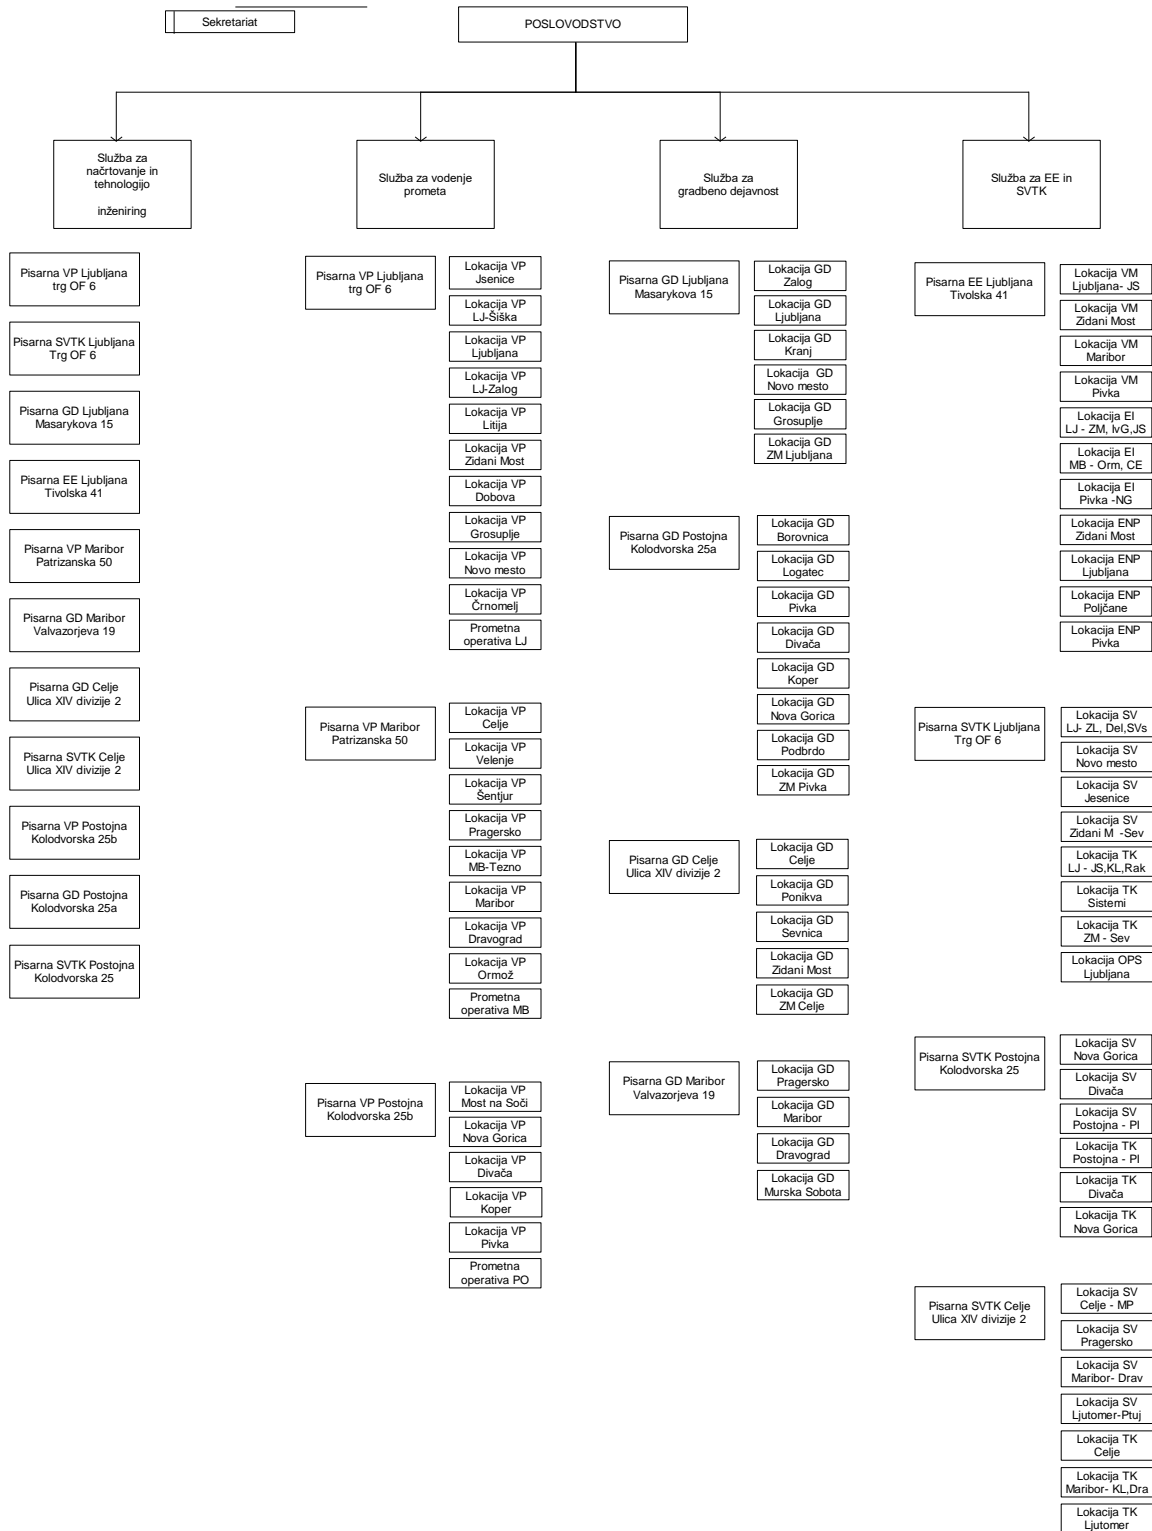 Sekretariat
POSLOVODSTVO
Služba za
načrtovanje in
tehnologijo
inženiring
Služba za vodenje
prometa
Služba za
gradbeno dejavnost
Služba za EE in
SVTK
Pisarna VP Ljubljana
trg OF 6
Pisarna SVTK Ljubljana
Trg OF 6
Pisarna GD Ljubljana
Masarykova 15
Pisarna EE Ljubljana
Tivolska 41
Pisarna VP Maribor
Patrizanska 50
Pisarna GD Maribor
Valvazorjeva 19
Pisarna GD Celje
Ulica XIV divizije 2
Pisarna SVTK Celje
Ulica XIV divizije 2
Pisarna VP Postojna
Kolodvorska 25b
Pisarna GD Postojna
Kolodvorska 25a
Pisarna SVTK Postojna
Kolodvorska 25
Pisarna VP Ljubljana
trg OF 6
Lokacija VP
Jsenice
Lokacija VP
LJ-Šiška
Lokacija VP
Ljubljana
Lokacija VP
LJ-Zalog
Lokacija VP
Litija
Lokacija VP
Zidani Most
Lokacija VP
Dobova
Lokacija VP
Grosuplje
Lokacija VP
Novo mesto
Lokacija VP
Črnomelj
Prometna
operativa LJ
Pisarna VP Maribor
Patrizanska 50
Lokacija VP
Celje
Lokacija VP
Velenje
Lokacija VP
Šentjur
Lokacija VP
Pragersko
Lokacija VP
MB-Tezno
Lokacija VP
Maribor
Lokacija VP
Dravograd
Lokacija VP
Ormož
Prometna
operativa MB
Pisarna VP Postojna
Kolodvorska 25b
Lokacija VP
Most na Soči
Lokacija VP
Nova Gorica
Lokacija VP
Divača
Lokacija VP
Koper
Lokacija VP
Pivka
Prometna
operativa PO
Pisarna GD Ljubljana
Masarykova 15
Lokacija GD
Zalog
Lokacija GD
Ljubljana
Lokacija GD
Kranj
Lokacija GD
Novo mesto
Lokacija GD
Grosuplje
Lokacija GD
ZM Ljubljana
Pisarna GD Postojna
Kolodvorska 25a
Lokacija GD
Borovnica
Lokacija GD
Logatec
Lokacija GD
Pivka
Lokacija GD
Divača
Lokacija GD
Koper
Lokacija GD
Nova Gorica
Lokacija GD
Podbrdo
Lokacija GD
ZM Pivka
Pisarna GD Celje
Ulica XIV divizije 2
Lokacija GD
Celje
Lokacija GD
Ponikva
Lokacija GD
Sevnica
Lokacija GD
Zidani Most
Lokacija GD
ZM Celje
Pisarna GD Maribor
Valvazorjeva 19
Lokacija GD
Pragersko
Lokacija GD
Maribor
Lokacija GD
Dravograd
Lokacija GD
Murska Sobota
Pisarna EE Ljubljana
Tivolska 41
Lokacija VM
Ljubljana- JS
Lokacija VM
Zidani Most
Lokacija VM
Maribor
Lokacija VM
Pivka
Lokacija EI
LJ - ZM, IvG,JS
Lokacija EI
MB - Orm, CE
Lokacija EI
Pivka -NG
Lokacija ENP
Zidani Most
Lokacija ENP
Ljubljana
Lokacija ENP
Poljčane
Lokacija ENP
Pivka
Pisarna SVTK Ljubljana
Trg OF 6
Lokacija SV
LJ- ZL, Del,SVs
Lokacija SV
Novo mesto
Lokacija SV
Jesenice
Lokacija SV
Zidani M -Sev
Lokacija TK
LJ - JS,KL,Rak
Lokacija TK
Sistemi
Lokacija TK
ZM - Sev
Lokacija OPS
Ljubljana
Pisarna SVTK Postojna
Kolodvorska 25
Lokacija SV
Nova Gorica
Lokacija SV
Divača
Lokacija SV
Postojna - PI
Lokacija TK
Postojna - PI
Lokacija TK
Divača
Lokacija TK
Nova Gorica
Pisarna SVTK Celje
Ulica XIV divizije 2
Lokacija SV
Celje - MP
Lokacija SV
Pragersko
Lokacija SV
Maribor- Drav
Lokacija SV
Ljutomer-Ptuj
Lokacija TK
Celje
Lokacija TK
Maribor- KL,Dra
Lokacija TK
Ljutomer